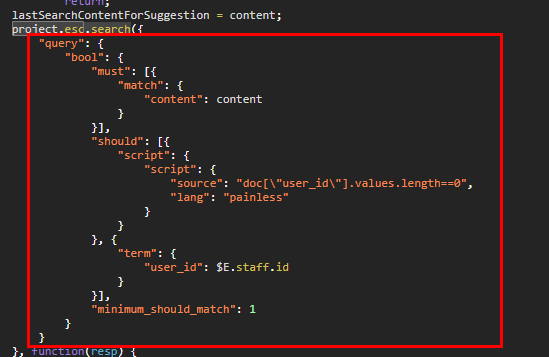 return;
lastSearchContentForSuggestion = content;
project.esd.search({
"query": {
"bool": {
"must": [{
"match": {
"content": content
}
}],
"should": [{
"script": {
"script": {
"source": "doc[\"user_id\"].values.length==0",
"lang": "painless"
}
}
}, {
"term": {
"user_id": $E.staff.id
}
}],
"minimum_should_match": 1
}
}
}, function(resp) {